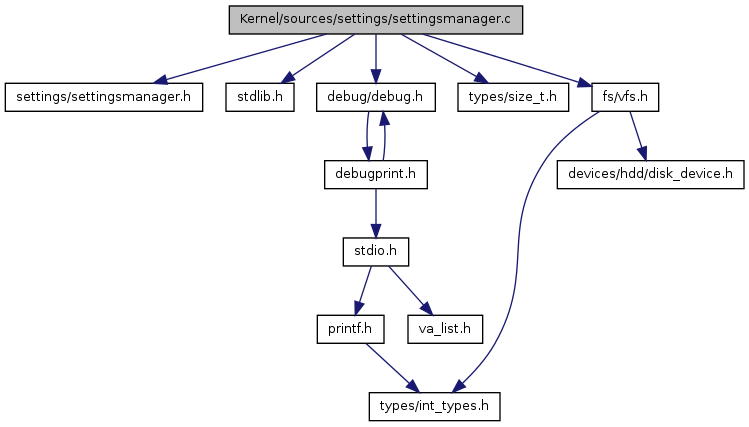 Kernel/sources/settings/settingsmanager.c
settings/settingsmanager.h
stdlib.h
debug/debug.h
types/size_t.h
fs/vfs.h
debugprint.h
devices/hdd/disk_device.h
stdio.h
printf.h
va_list.h
types/int_types.h